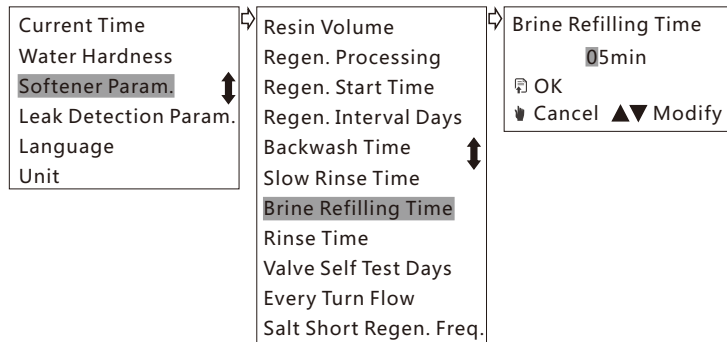 Current Time
Water Hardness
Softener Param.
Leak Detection Param.
Language
Unit
Resin Volume
Regen. Processing
Regen. Start Time
Regen. Interval Days
Backwash Time
Slow Rinse Time
Brine Refilling Time
Rinse Time
Valve Self Test Days
Every Turn Flow
Salt Short Regen. Freq.
Brine Refilling Time
05min
OK
Cancel ▲▼ Modify